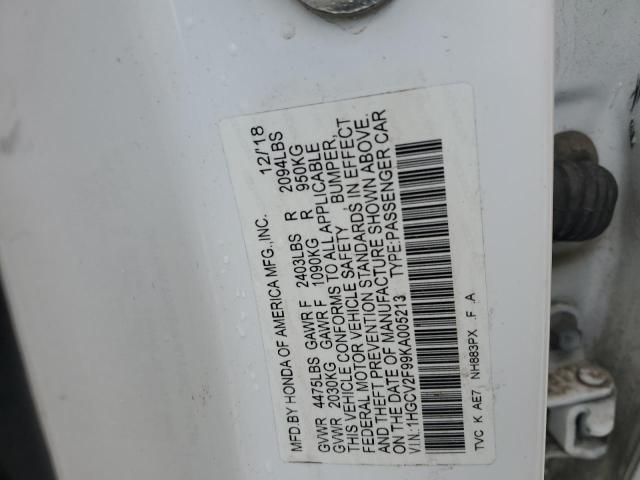 MFD.BY HONDA OF AMERICA MFG.,INC. 12/'18
GVWR 4475LBS GAWR F 2403LBS R 2094LBS
GVWR 2030KG GAWR F 1090KG R 950KG
THIS VEHICLE CONFORMS TO ALL APPLICABLE
FEDERAL MOTOR VEHICLE SAFETY , BUMPER,
AND THEFT PREVENTION STANDARDS IN EFFECT
ON THE DATE OF MANUFACTURE SHOWN ABOVE.
V.I.N.:1HGCV2F99KA005213 TYPE:PASSENGER CAR
TVC K AE7 NH883PX .F .A